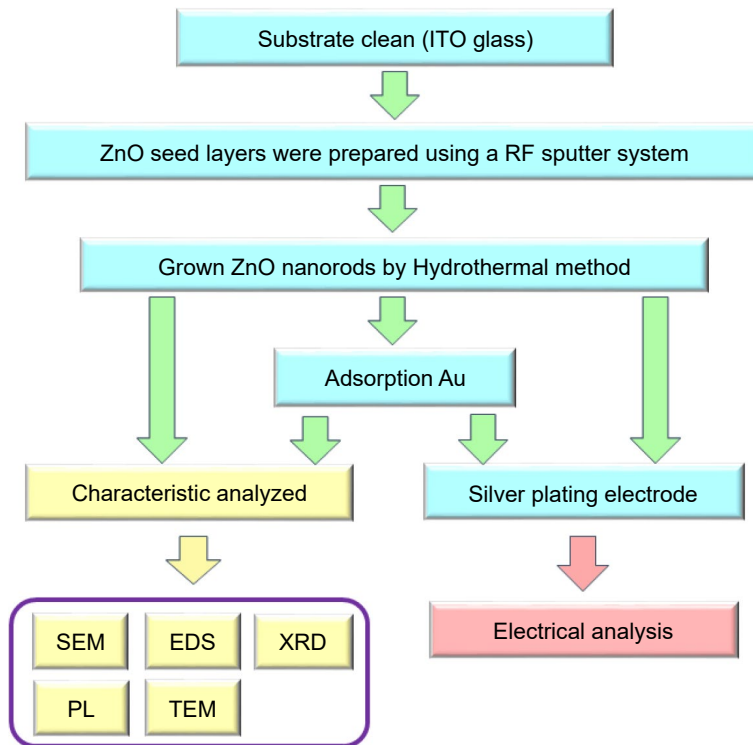 Substrate clean (ITO glass)
ZnO seed layers were prepared using a RF sputter system
Grown ZnO nanorods by Hydrothermal method
Adsorption Au
Characteristic analyzed
Silver plating electrode
SEM
EDS
XRD
PL
TEM
Electrical analysis